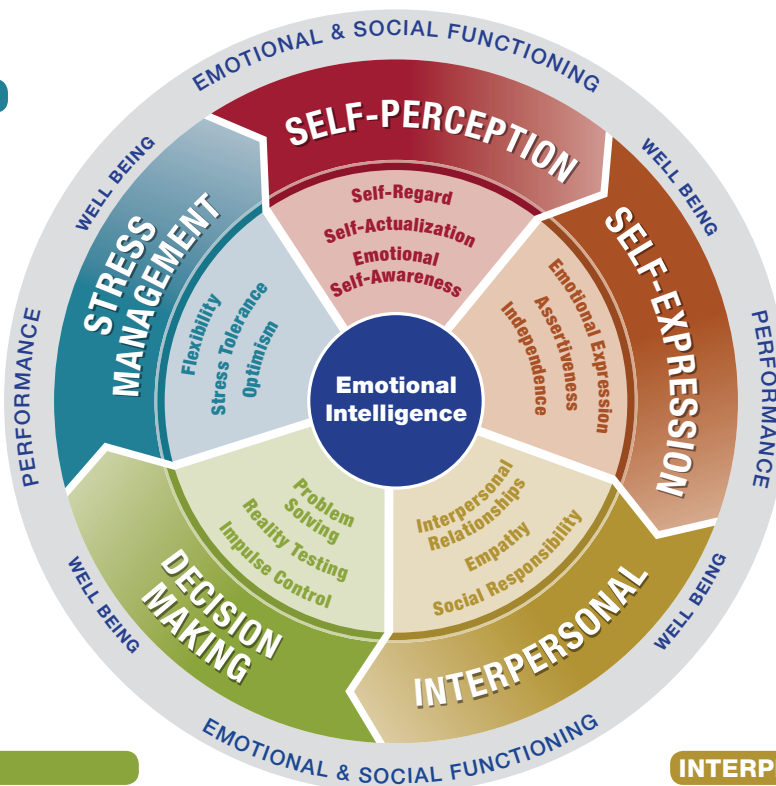 EMOTIONAL & SOCIAL FUNCTIONING
WELL BEING
PERFORMANCE
WELL BEING
EMOTIONAL & SOCIAL FUNCTIONING
WELL BEING
PERFORMANCE
WELL BEING
SELF-PERCEPTION
Self-Regard
Self-Actualization
Emotional
Self-Awareness
SELF-EXPRESSION
Emotional Expression
Assertiveness
Independence
INTERPERSONAL
Interpersonal
Relationships
Empathy
Social Responsibility
DECISION
MAKING
Problem
Solving
Reality Testing
Impulse Control
STRESS
MANAGEMENT
Flexibility
Stress Tolerance
Optimism
Emotional
Intelligence
INTERP